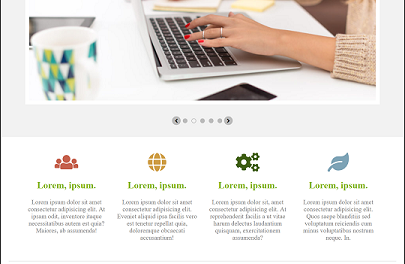 Lorem, ipsum.
Lorem ipsum dolor sit amet
consectetur adipisicing elit. At
ipsum odit, inventore itaque
necessitatibus autem est quia?
Maiores, ab assumenda!
Lorem, ipsum.
Lorem ipsum dolor sit amet
consectetur adipisicing elit.
Eveniet aliquid ipsa facilis vero
est tenetur repellat quia,
doloremque obcaecati
accusantium!
Lorem, ipsum.
Lorem ipsum dolor sit, amet
consectetur adipisicing elit. At
reprehenderit facilis a ut vitae
harum delectus laudantium
quisquam, exercitationem
assumenda?
Lorem, ipsum.
Lorem ipsum dolor sit amet
consectetur adipisicing elit.
Quos saepe blanditiis sed
voluptatum reiciendis cum
minus voluptatibus nostrum
neque. In.